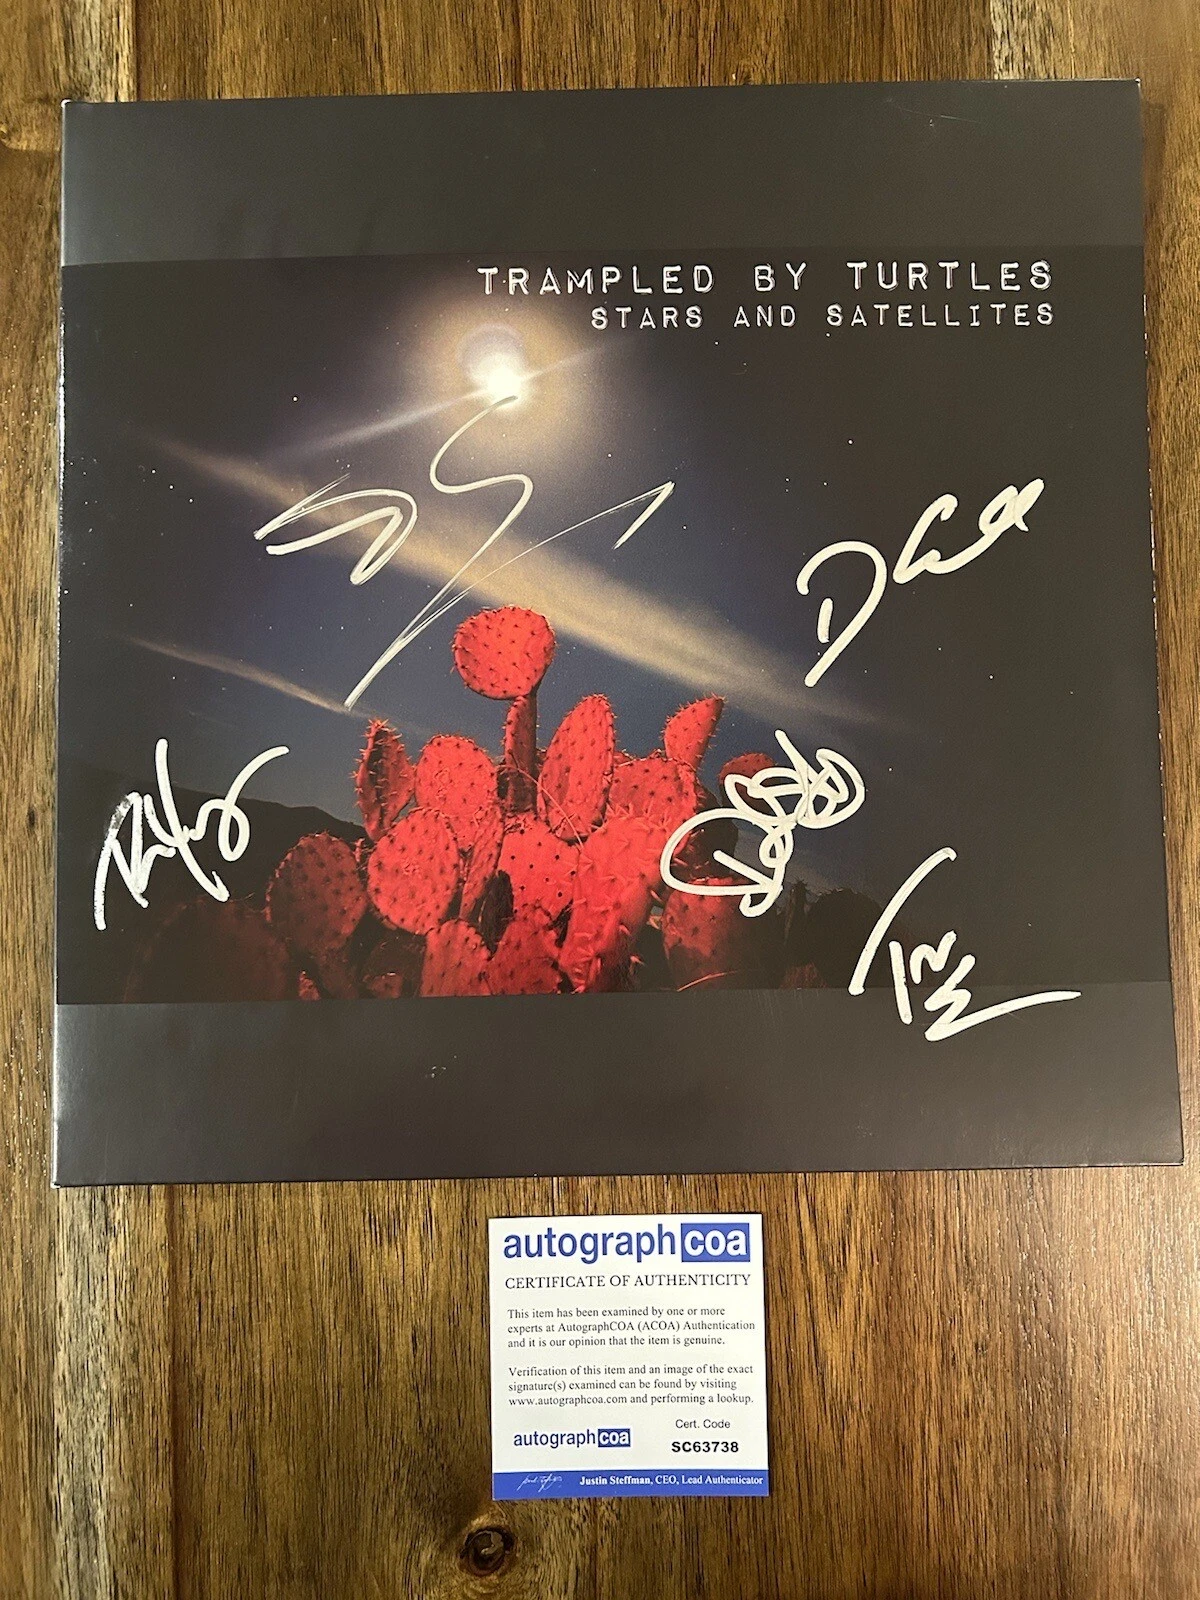 TRAMPLED BY TURTLES
STARS AND SATELLITES
autographcoa
CERTIFICATE OF AUTHENTICITY
This item has been examined by one or more
experts at AutographCOA (ACOA) Authentication
and it is our opinion that the item is genuine.
Verification of this item and an image of the exact
signature(s) examined can be found by visiting
www.autographcoa.com and performing a lookup.
autographcoa
Cert. Code
SC63738
Justin Steffman, CEO, Lead Authenticator